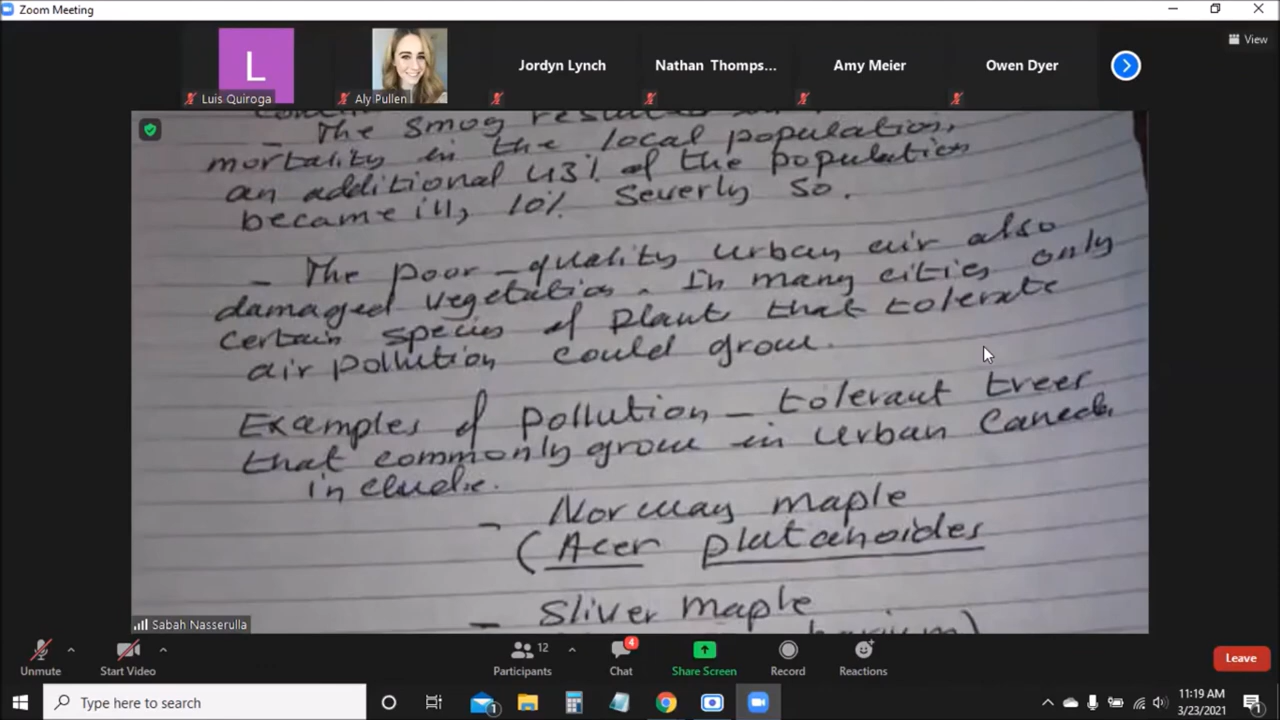 Zoom Meeting
View
L
Luis Quiroga
Aly Pullen
Jordyn Lynch
Nathan Thomps...
Amy Meier
Owen Dyer
- The Smog
mortality in the local population,
an additional 43% of the population
became ill, 10% Severly so.
- The poor-quality urban air also
damaged vegetation. In many cities only
certain species of plant that tolerate
air pollution could grow.
Examples of pollution-tolerant trees
that commonly grow in urban Canada
include.
- Norway maple
(Acer platanoides
- Sliver maple
Sabah Nasserulla
Unmute
Start Video
12
Participants
4
Chat
Share Screen
Record
Reactions
Leave
Type here to search
1
11:19 AM
3/23/2021
1